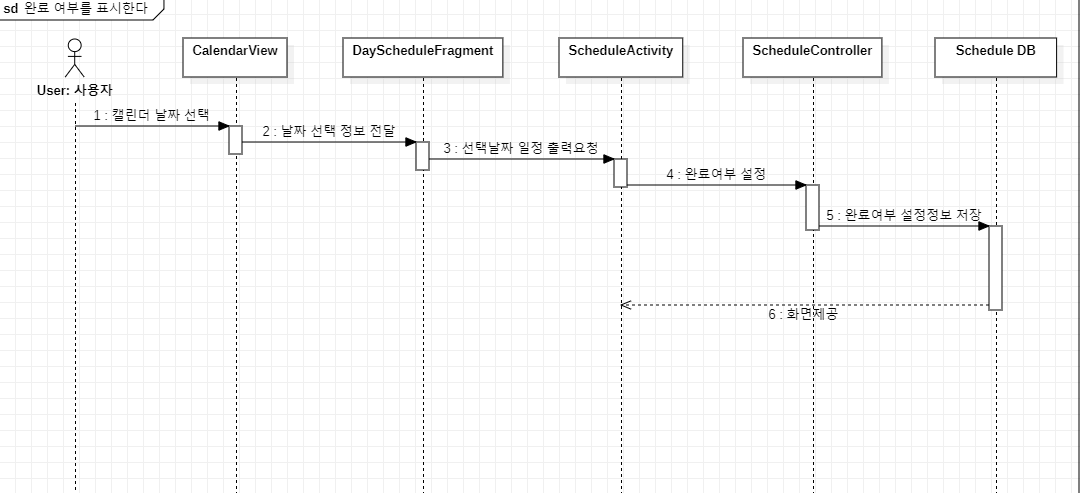 sd 완료 여부를 표시한다
CalendarView
DayScheduleFragment
ScheduleActivity
ScheduleController
Schedule DB
User: 사용자
1 : 캘린더 날짜 선택
2 : 날짜 선택 정보 전달
3 : 선택날짜 일정 출력요청
4 : 완료여부 설정
5 : 완료여부 설정정보 저장
6 : 화면제공